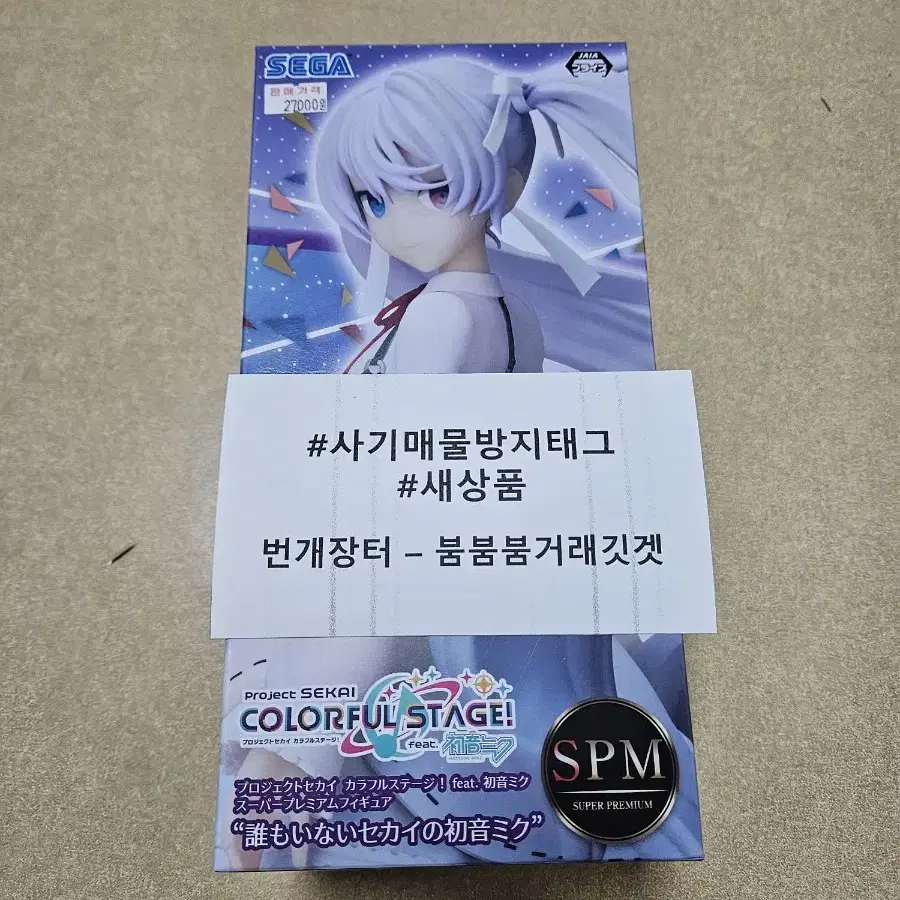 SEGA
JAIA
プライズ
판매가격
27000원
#사기매물방지태그
#새상품
번개장터 – 붐붐붐거래깃겟
Project SEKAI
COLORFUL STAGE!
プロジェクトセカイ カラフルステージ!
feat. 初音ミク
HATSUNE MIKU
プロジェクトセカイ カラフルステージ! feat. 初音ミク
スーパープレミアムフィギュア
“誰もいないセカイの初音ミク”
SPM
SUPER PREMIUM